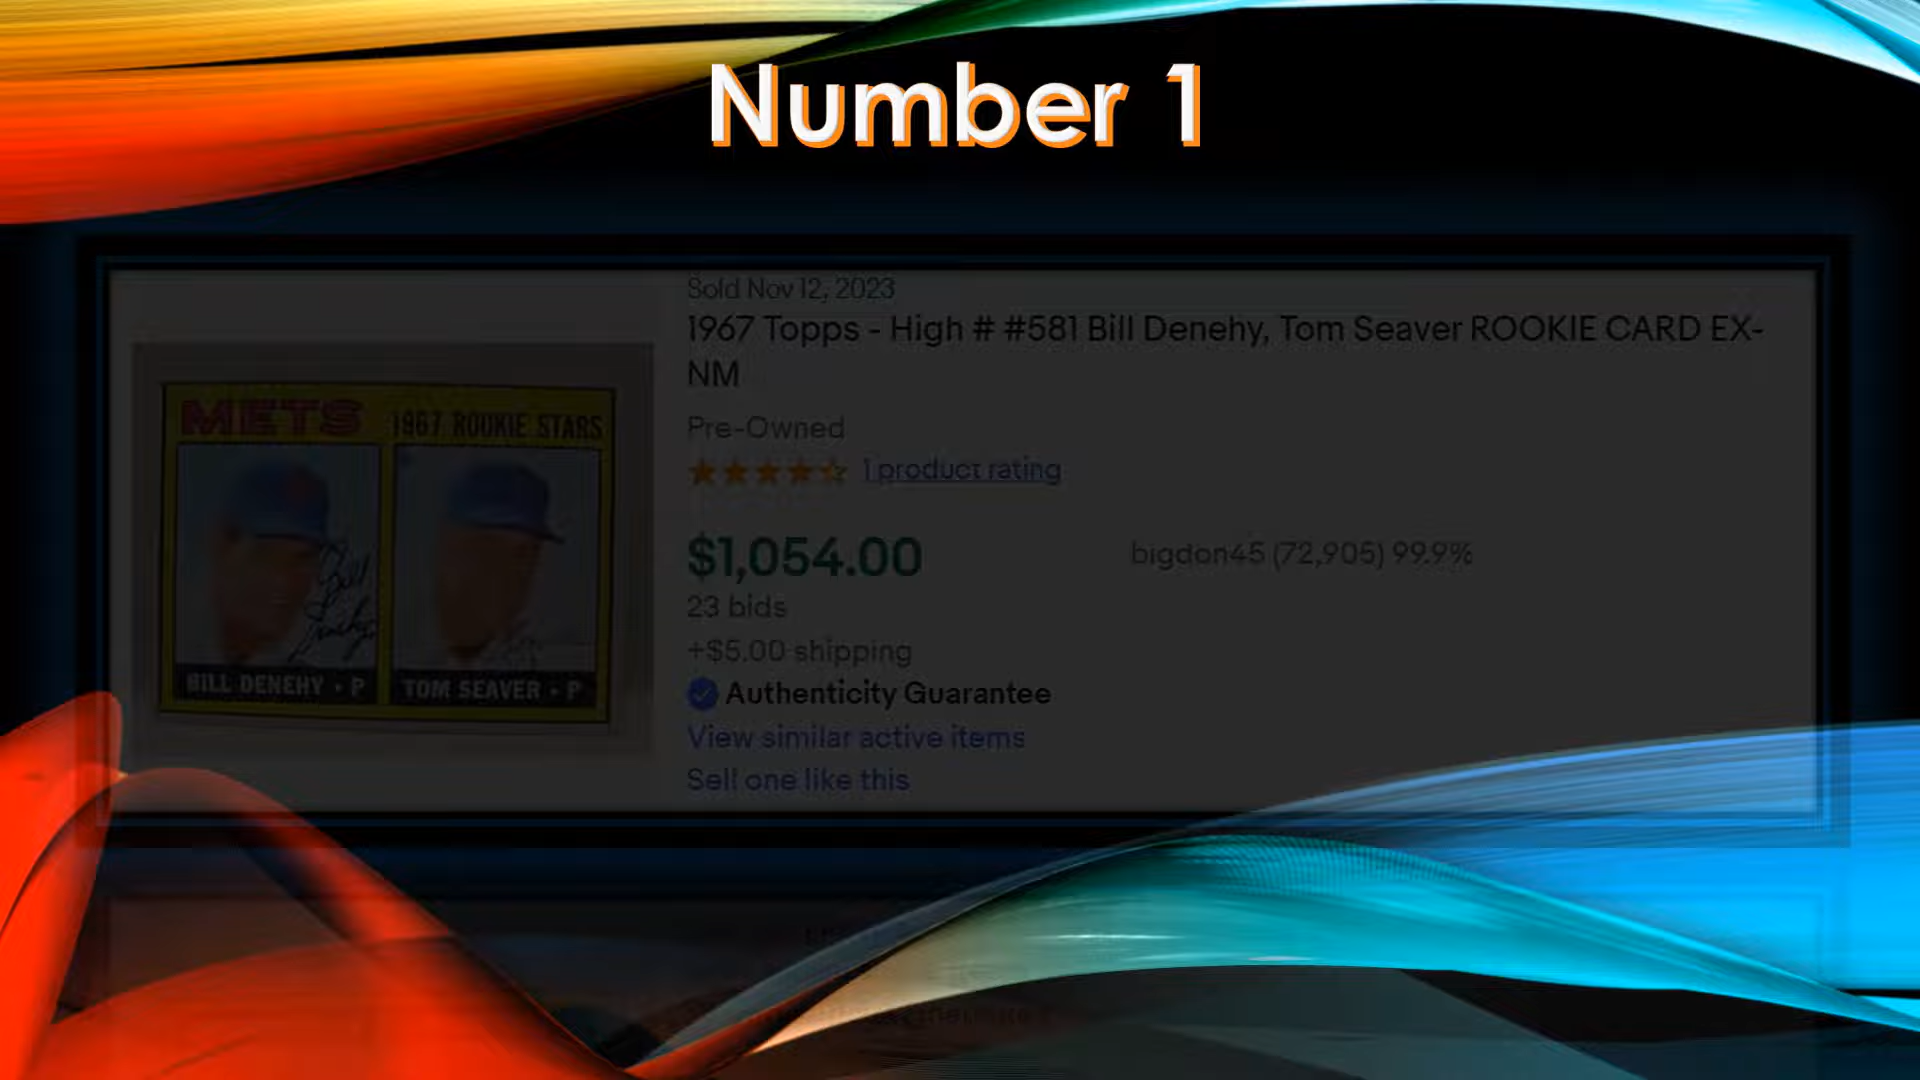 Number 1
Sold Nov 12, 2023
1967 Topps - High # #581 Bill Denehy, Tom Seaver ROOKIE CARD EX-
NM
Pre-Owned
1 product rating
$1,054.00
bigdon45 (72,905) 99.9%
23 bids
+$5.00 shipping
Authenticity Guarantee
View similar active items
Sell one like this
METS
1967 ROOKIE STARS
Bill Denehy
BILL DENEHY • P
TOM SEAVER • P